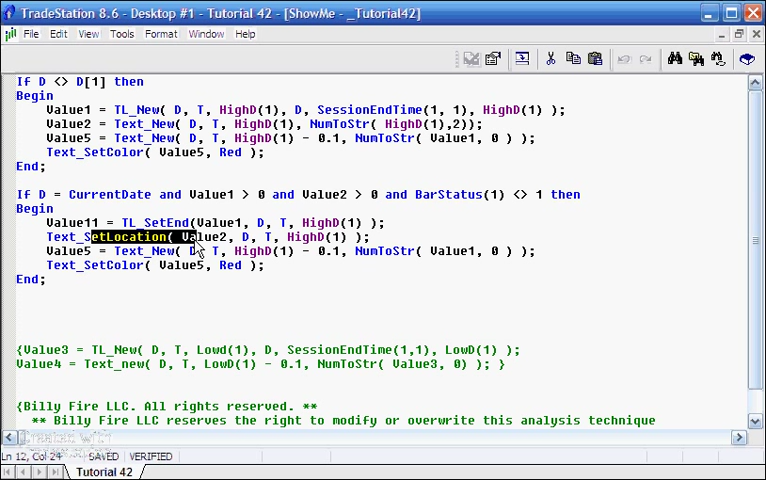 TradeStation 8.6 - Desktop #1 - Tutorial 42 - [ShowMe - _Tutorial42]
File Edit View Tools Format Window Help
If D <> D[1] then
Begin
Value1 = TL_New( D, T, HighD(1), D, SessionEndTime(1, 1), HighD(1) );
Value2 = Text_New( D, T, HighD(1), NumToStr( HighD(1),2));
Value5 = Text_New( D, T, HighD(1) - 0.1, NumToStr( Value1, 0 ) );
Text_SetColor( Value5, Red );
End;
If D = CurrentDate and Value1 > 0 and Value2 > 0 and BarStatus(1) <> 1 then
Begin
Value11 = TL_SetEnd(Value1, D, T, HighD(1) );
Text_SetLocation( Value2, D, T, HighD(1) );
Value5 = Text_New( D, T, HighD(1) - 0.1, NumToStr( Value1, 0 ) );
Text_SetColor( Value5, Red );
End;
{Value3 = TL_New( D, T, Lowd(1), D, SessionEndTime(1,1), LowD(1) );
Value4 = Text_new( D, T, LowD(1) - 0.1, NumToStr( Value3, 0) ); }
{Billy Fire LLC. All rights reserved. **
** Billy Fire LLC reserves the right to modify or overwrite this analysis technique
Created with
Ln 12, Col 24 SAVED VERIFIED
Tutorial 42